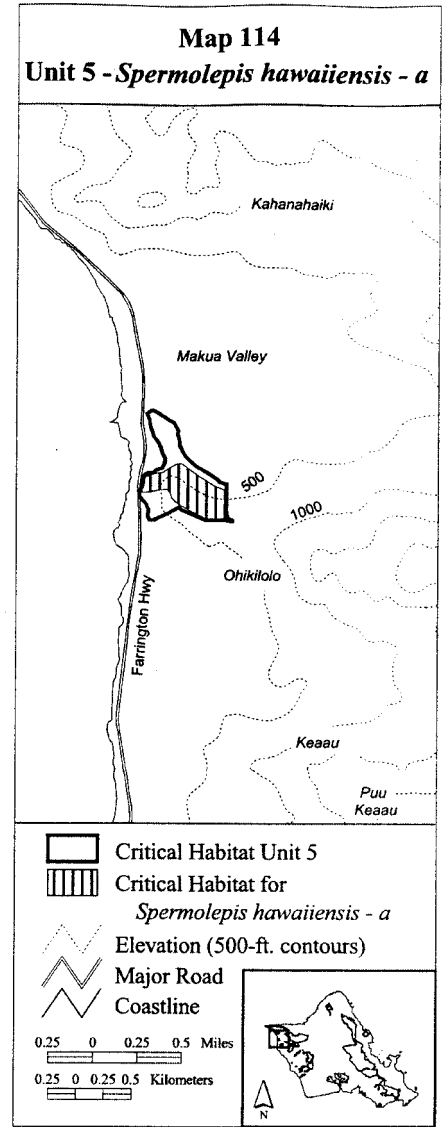 Map 114
Unit 5 - Spermolepis hawaiiensis - a
Kahanahaiki
Makua Valley
500
1000
Ohikilolo
Farrington Hwy
Keaau
Puu
Keaau
Critical Habitat Unit 5
Critical Habitat for
Spermolepis hawaiiensis - a
Elevation (500-ft. contours)
Major Road
Coastline
0.25 0 0.25 0.5 Miles
0.25 0 0.25 0.5 Kilometers
N